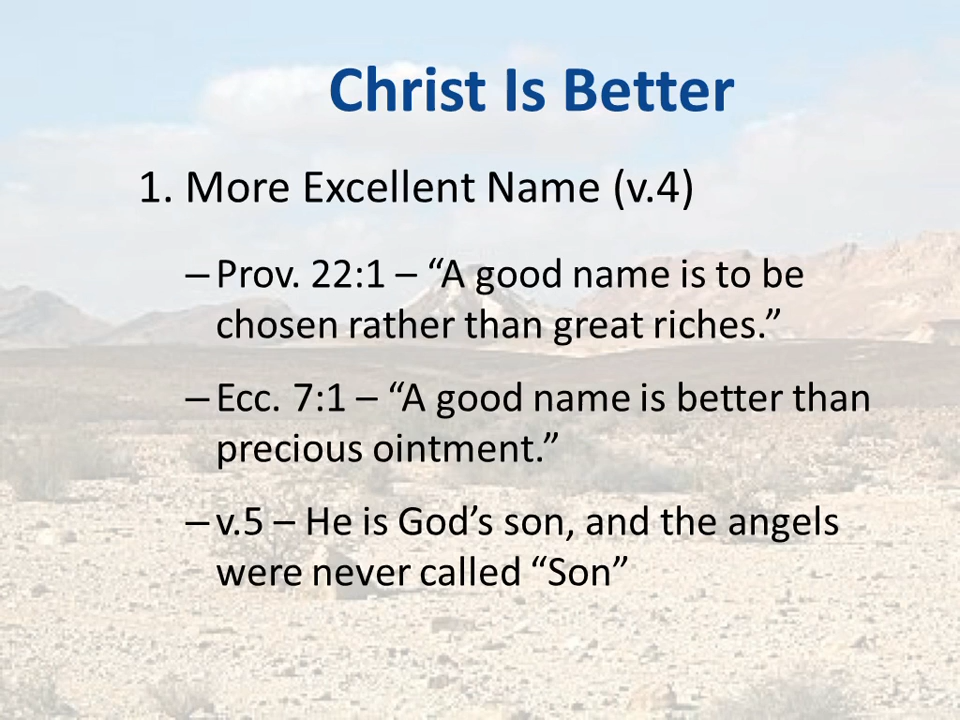 Christ Is Better
1. More Excellent Name (v.4)
– Prov. 22:1 – “A good name is to be
chosen rather than great riches.”
– Ecc. 7:1 – “A good name is better than
precious ointment.”
– v.5 – He is God’s son, and the angels
were never called “Son”